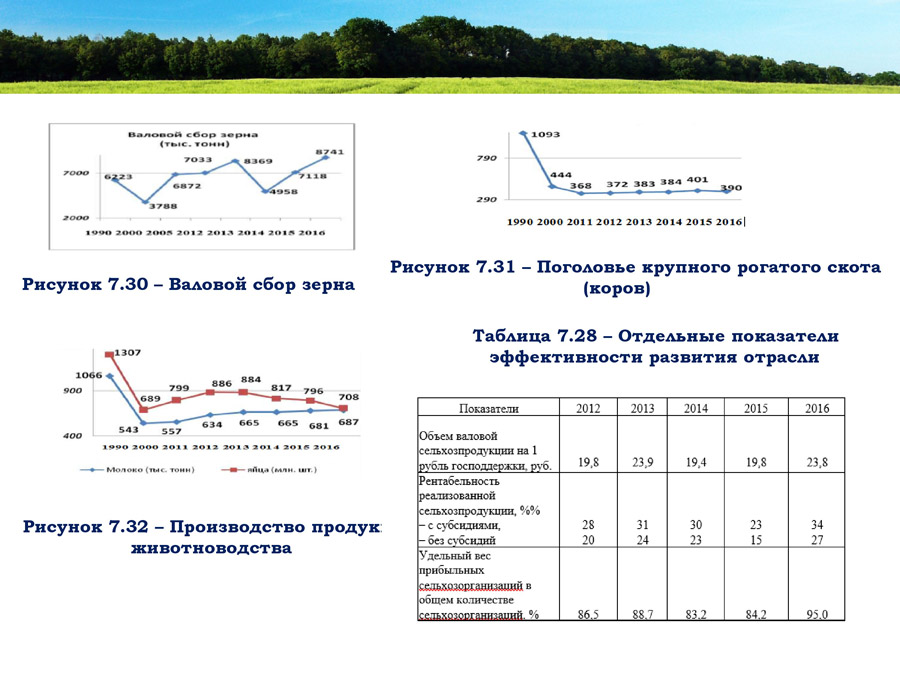 Валовой сбор зерна
(тыс. тонн)
7000
2000
6223
3788
6872
7033
8369
4958
7118
8741
1990 2000 2005 2012 2013 2014 2015 2016
Рисунок 7.30 – Валовой сбор зерна
790
290
1093
444
368
372
383
384
401
390
1990 2000 2011 2012 2013 2014 2015 2016
Рисунок 7.31 – Поголовье крупного рогатого скота
(коров)
900
400
1307
689
799
886
884
817
796
708
1066
543
557
634
665
665
681
687
1990 2000 2011 2012 2013 2014 2015 2016
Молоко (тыс. тонн)
яйца (млн. шт.)
Рисунок 7.32 – Производство продук
животноводства
Таблица 7.28 – Отдельные показатели
эффективности развития отрасли
Показатели 2012 2013 2014 2015 2016
Объем валовой
сельхозпродукции на 1
рубль господдержки, руб. 19,8 23,9 19,4 19,8 23,8
Рентабельность
реализованной
сельхозпродукции, %%
– с субсидиями, 28 31 30 23 34
– без субсидий 20 24 23 15 27
Удельный вес
прибыльных
сельхозорганизаций в
общем количестве
сельхозорганизаций, % 86,5 88,7 83,2 84,2 95,0